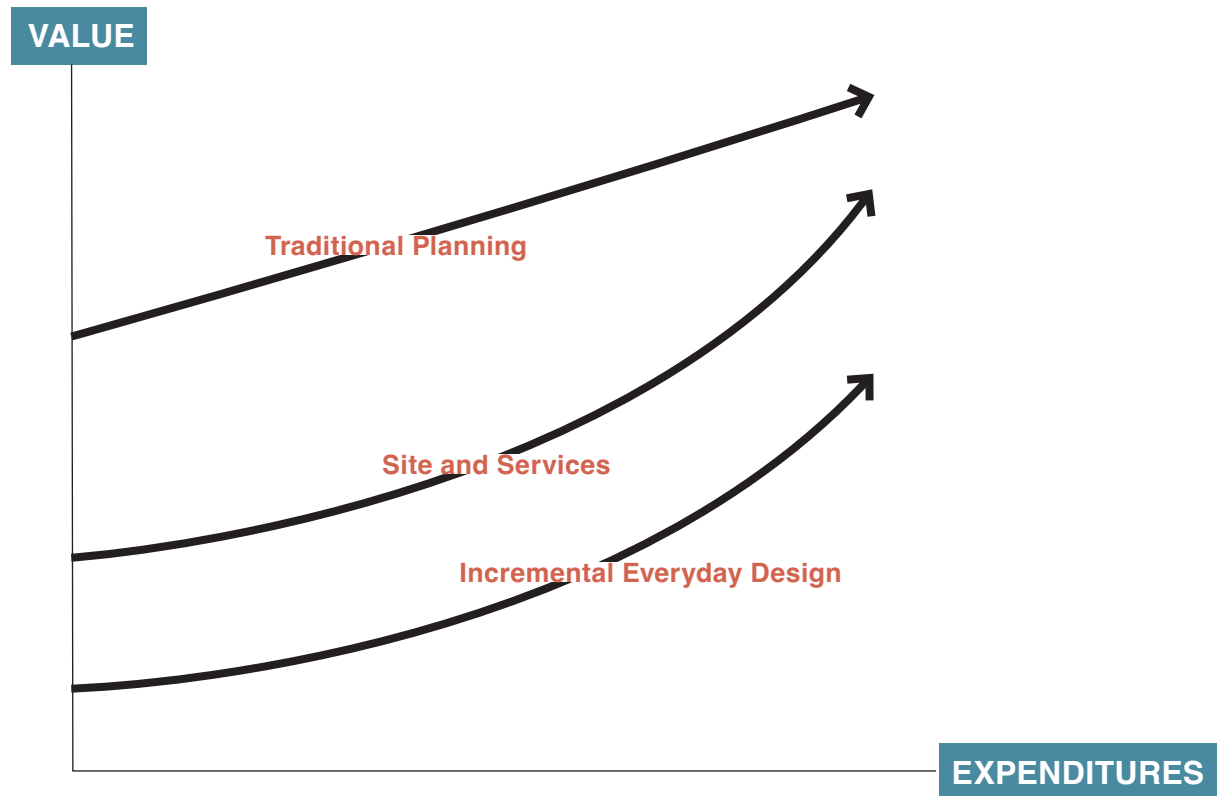 VALUE
Traditional Planning
Site and Services
Incremental Everyday Design
EXPENDITURES